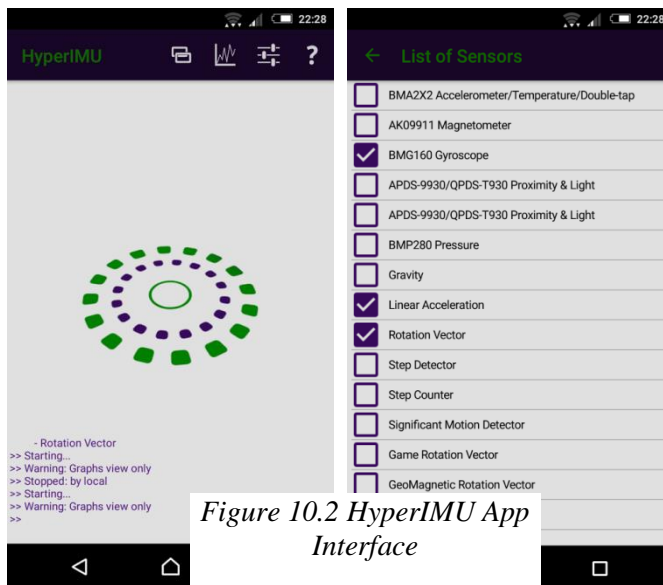 22:28
HyperIMU
?
- Rotation Vector
>> Starting...
>> Warning: Graphs view only
>> Stopped: by local
>> Starting...
>> Warning: Graphs view only
>>
22:28
List of Sensors
BMA2X2 Accelerometer/Temperature/Double-tap
AK09911 Magnetometer
BMG160 Gyroscope
APDS-9930/QPDS-T930 Proximity & Light
APDS-9930/QPDS-T930 Proximity & Light
BMP280 Pressure
Gravity
Linear Acceleration
Rotation Vector
Step Detector
Step Counter
Significant Motion Detector
Game Rotation Vector
GeoMagnetic Rotation Vector
Figure 10.2 HyperIMU App
Interface